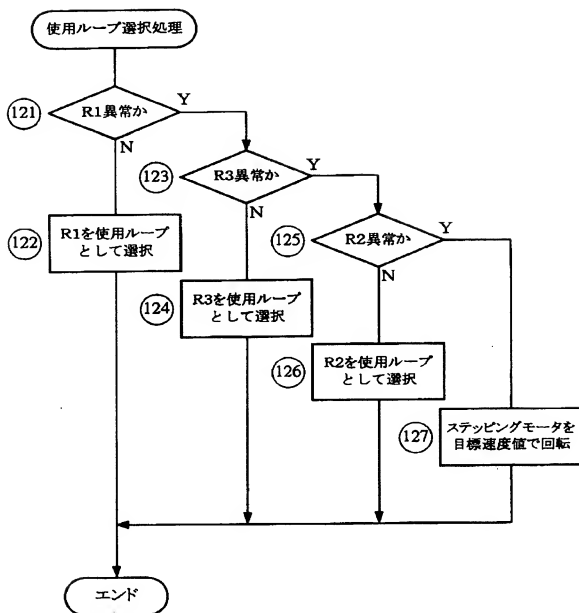 使用ループ選択処理
121
R1異常か
Y
N
123
R3異常か
Y
N
122
R1を使用ループ
として選択
125
R2異常か
Y
N
124
R3を使用ループ
として選択
126
R2を使用ループ
として選択
127
ステッピングモータを
目標速度値で回転
エンド